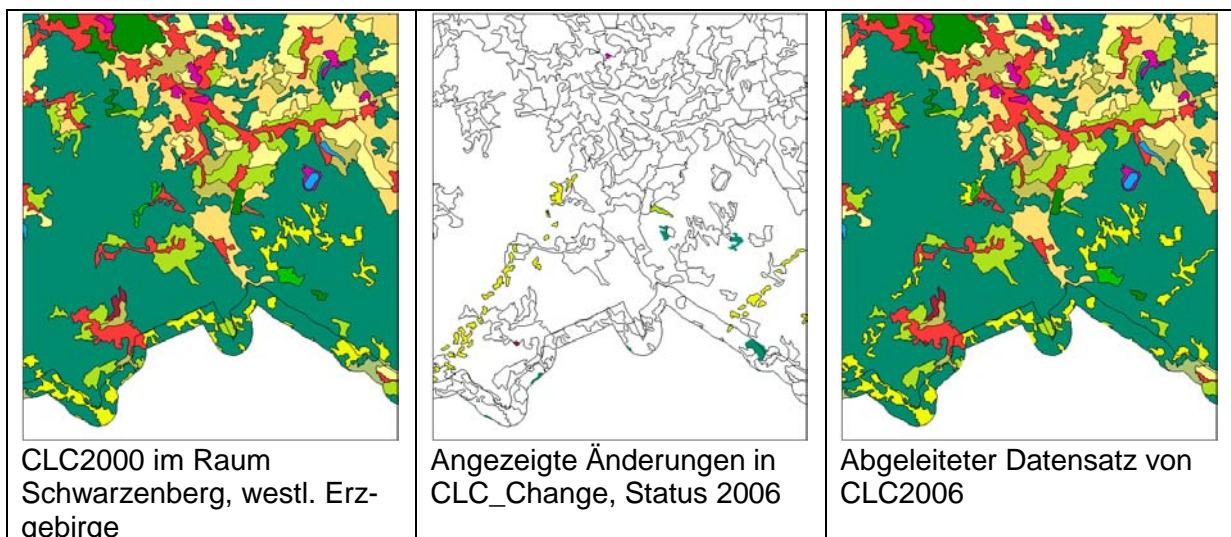 CLC2000 im Raum
Schwarzenberg, westl. Erz-
gebirge
Angezeigte Änderungen in
CLC_Change, Status 2006
Abgeleiteter Datensatz von
CLC2006